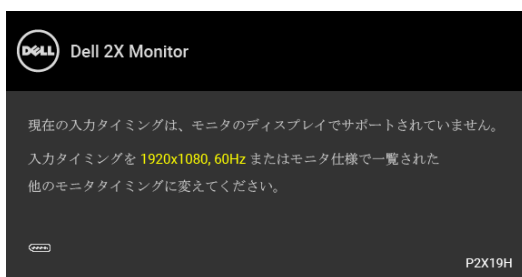 DELL
Dell 2X Monitor
現在の入力タイミングは、モニタのディスプレイでサポートされていません。
入力タイミングを 1920x1080, 60Hz またはモニタ仕様で一覧された
他のモニタタイミングに変えてください。
P2X19H